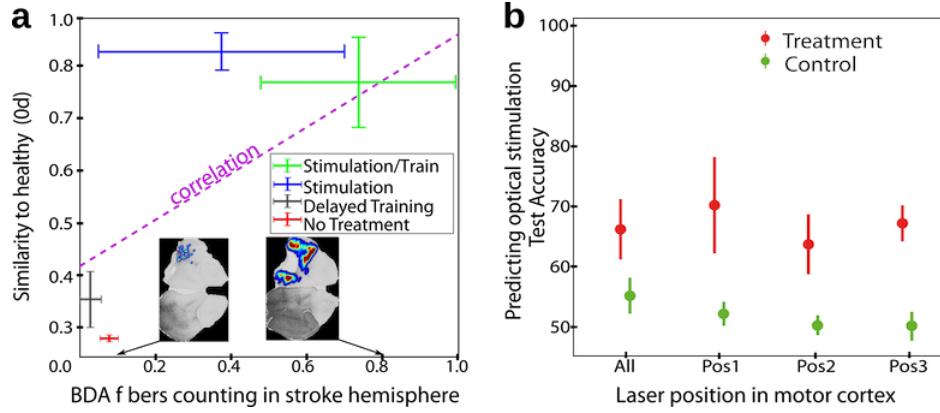 a
1.0
0.8
0.7
0.6
0.5
0.4
0.3
0.0
0.0
0.2
0.4
0.6
0.8
1.0
Similarity to healthy (0d)
BDA f bers counting in stroke hemisphere
correlation
Stimulation/Train
Stimulation
Delayed Training
No Treatment
b
100
90
80
70
60
50
Predicting optical stimulation
Test Accuracy
Treatment
Control
All
Pos1
Pos2
Pos3
Laser position in motor cortex